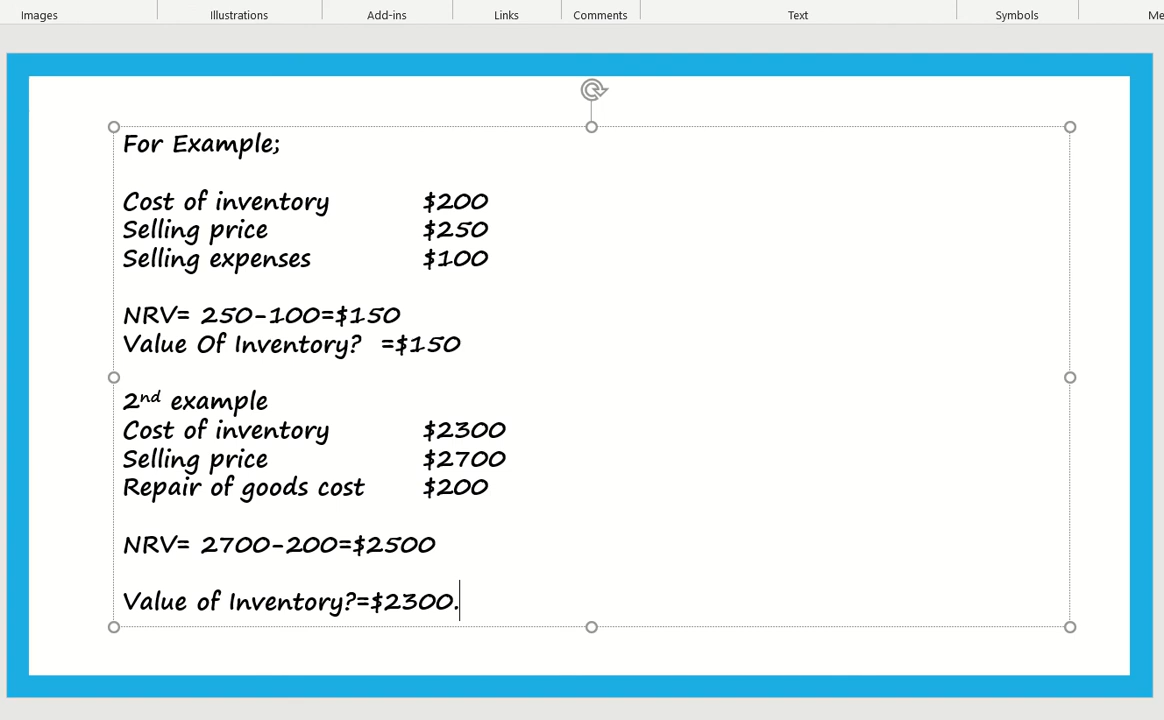 Images Illustrations Add-ins Links Comments Text Symbols
For Example;
Cost of inventory $200
Selling price $250
Selling expenses $100
NRV= 250-100=$150
Value Of Inventory? =$150
2nd example
Cost of inventory $2300
Selling price $2700
Repair of goods cost $200
NRV= 2700-200=$2500
Value of Inventory?=$2300.